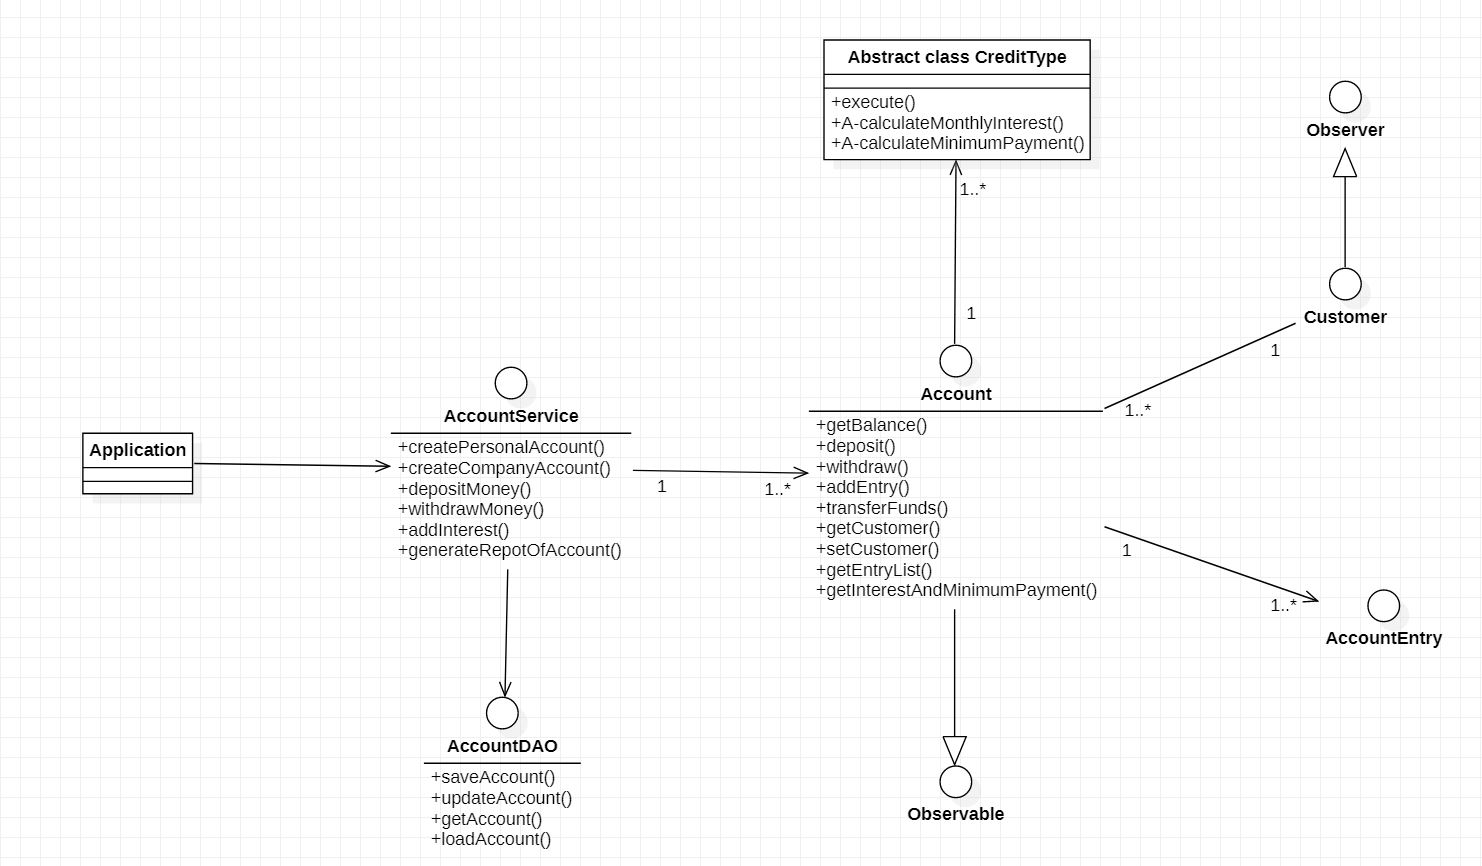 Abstract class CreditType
+execute()
+A-calculateMonthlyInterest()
+A-calculateMinimumPayment()
1..*
1
Observer
Customer
1
1..*
Account
+getBalance()
+deposit()
+withdraw()
+addEntry()
+transferFunds()
+getCustomer()
+setCustomer()
+getEntryList()
+getInterestAndMinimumPayment()
AccountService
+createPersonalAccount()
+createCompanyAccount()
+depositMoney()
+withdrawMoney()
+addInterest()
+generateRepotOfAccount()
Application
1
1..*
1
1..*
AccountEntry
AccountDAO
+saveAccount()
+updateAccount()
+getAccount()
+loadAccount()
Observable